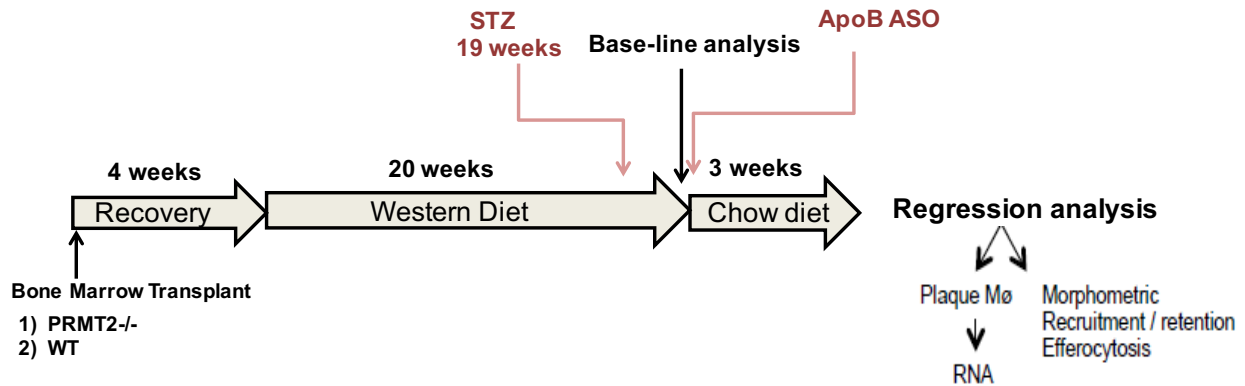 STZ
19 weeks
Base-line analysis
ApoB ASO
4 weeks
20 weeks
3 weeks
Recovery
Western Diet
Chow diet
Regression analysis
Bone Marrow Transplant
1) PRMT2-/-
2) WT
Plaque Mø
RNA
Morphometric
Recruitment / retention
Efferocytosis